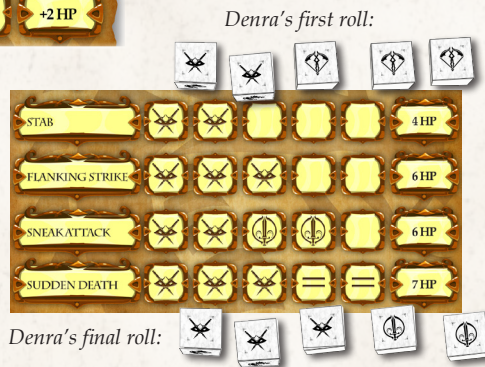 +2 HP
Denra's first roll:
STAB 4 HP
FLANKING STRIKE 6 HP
SNEAK ATTACK 6 HP
SUDDEN DEATH = = 7 HP
Denra's final roll: